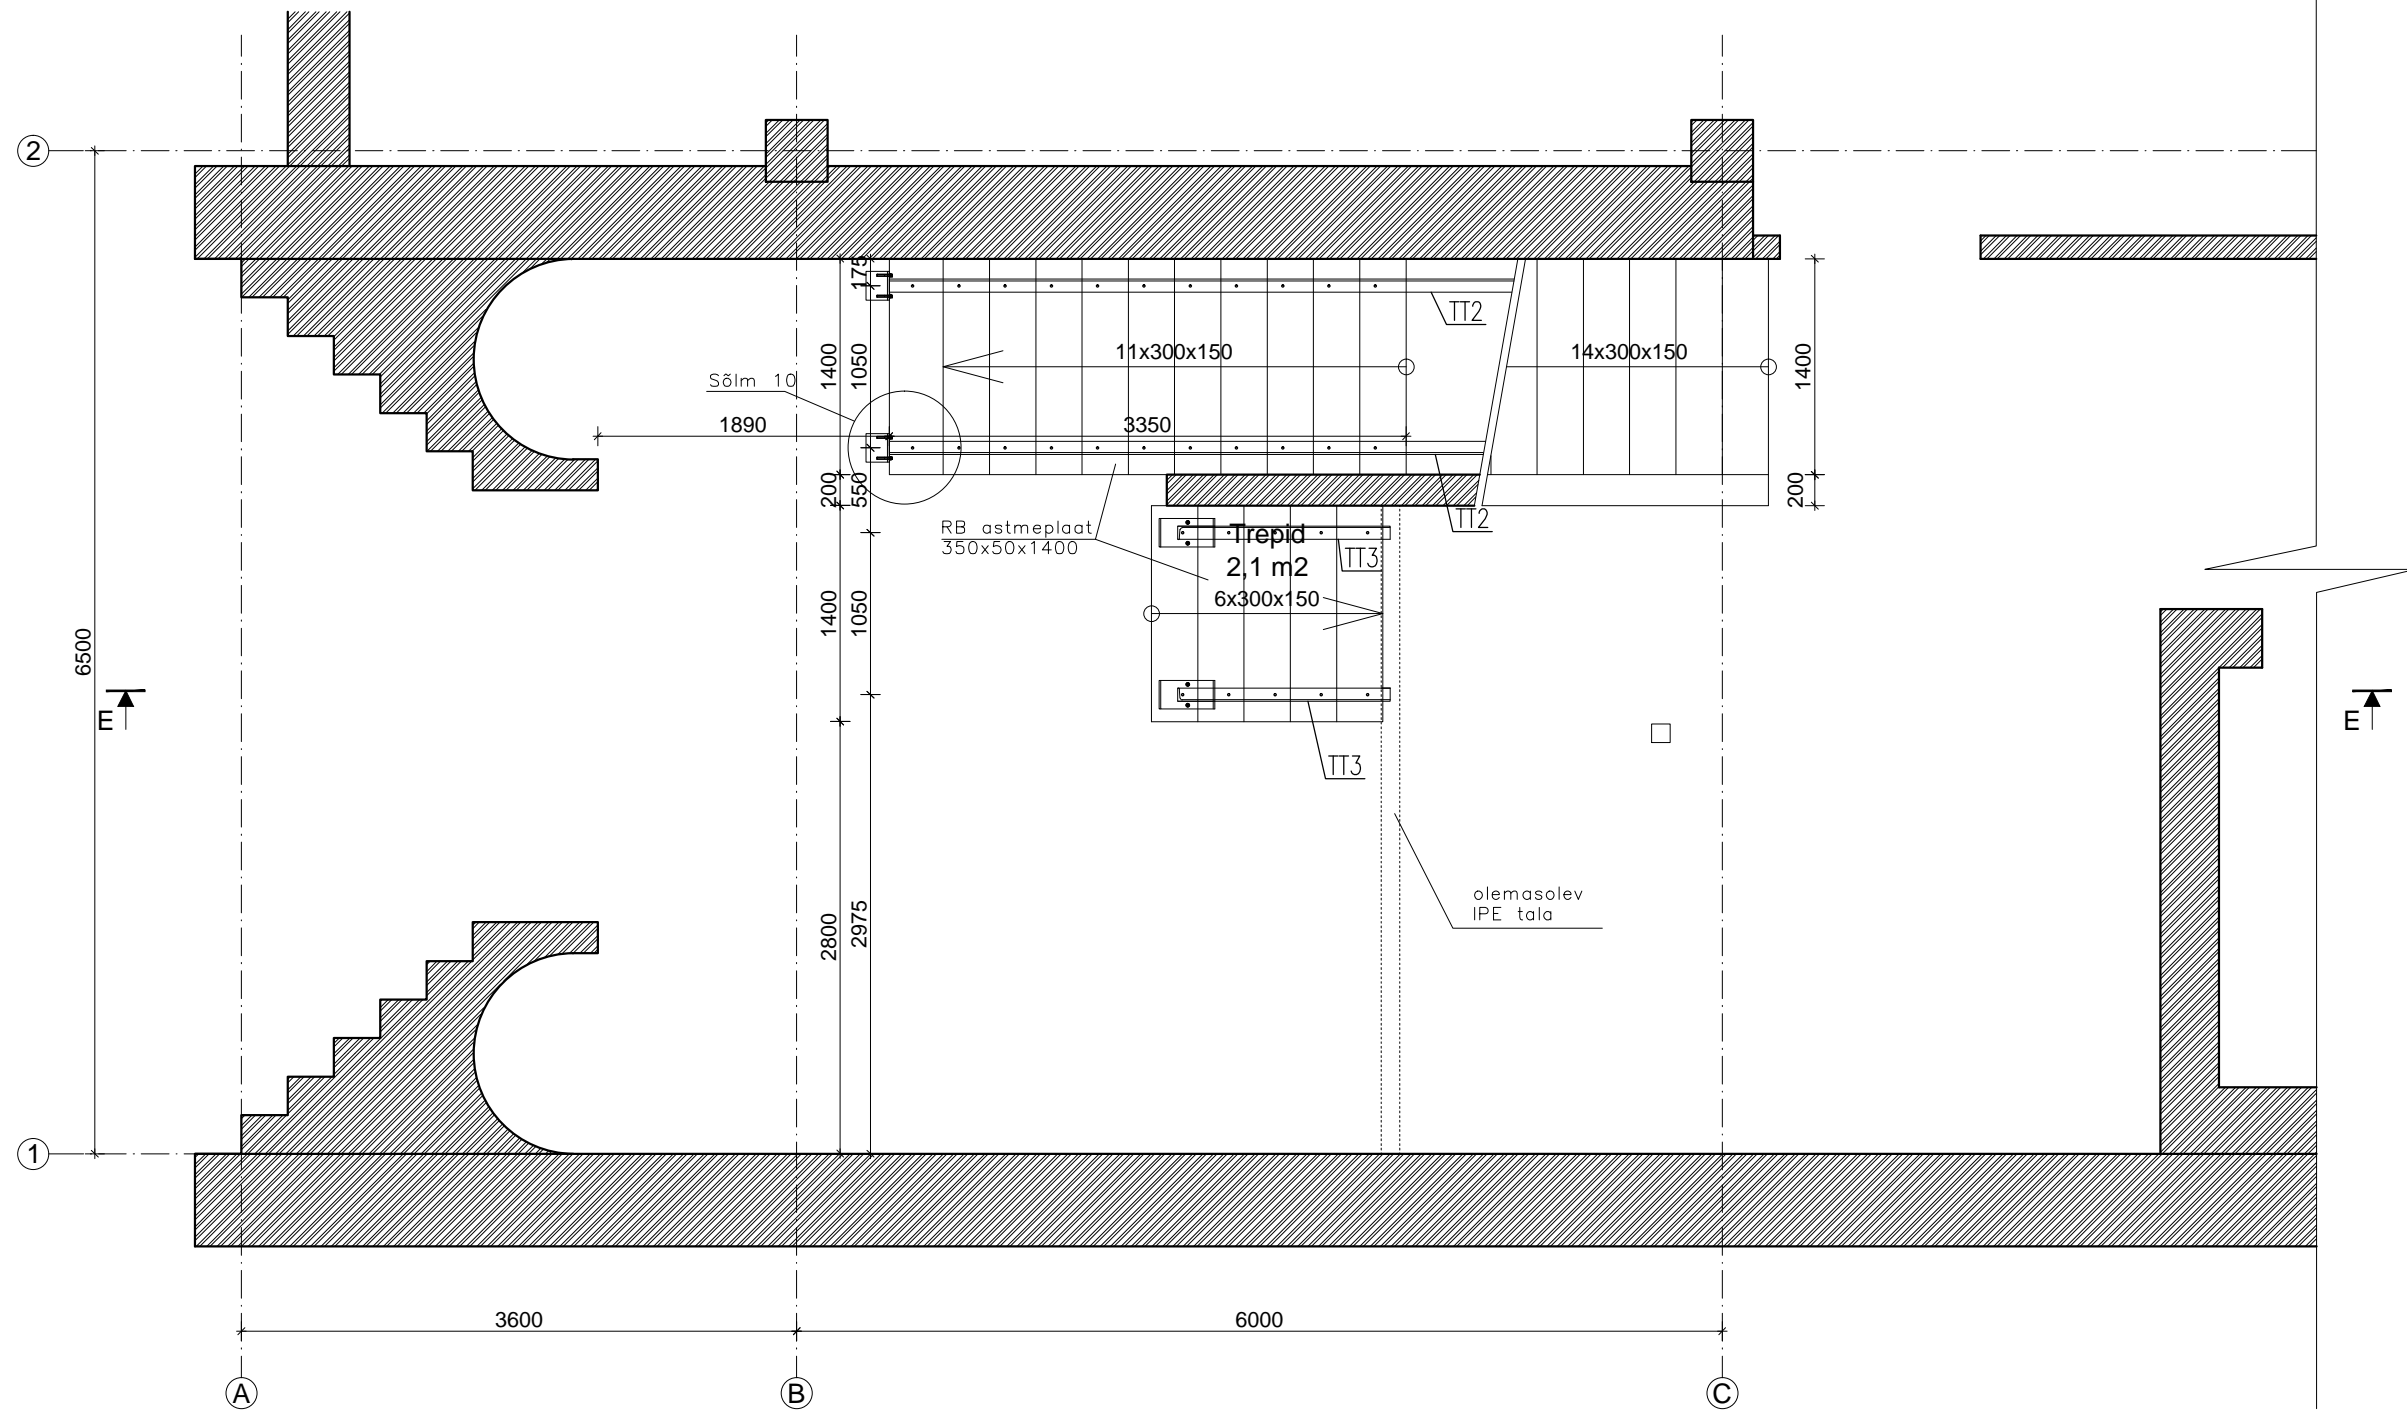 2
175
TT2
11x300x150
14x300x150
1400
1050
1400
Sõlm 10
1890
3350
200
550
200
TT2
RB astmeplaat
350x50x1400
Trepid
2,1 m2
TT3
6x300x150
1400
1050
6500
E
E
TT3
olemasolev
IPE tala
2800
2975
1
3600
6000
A
B
C